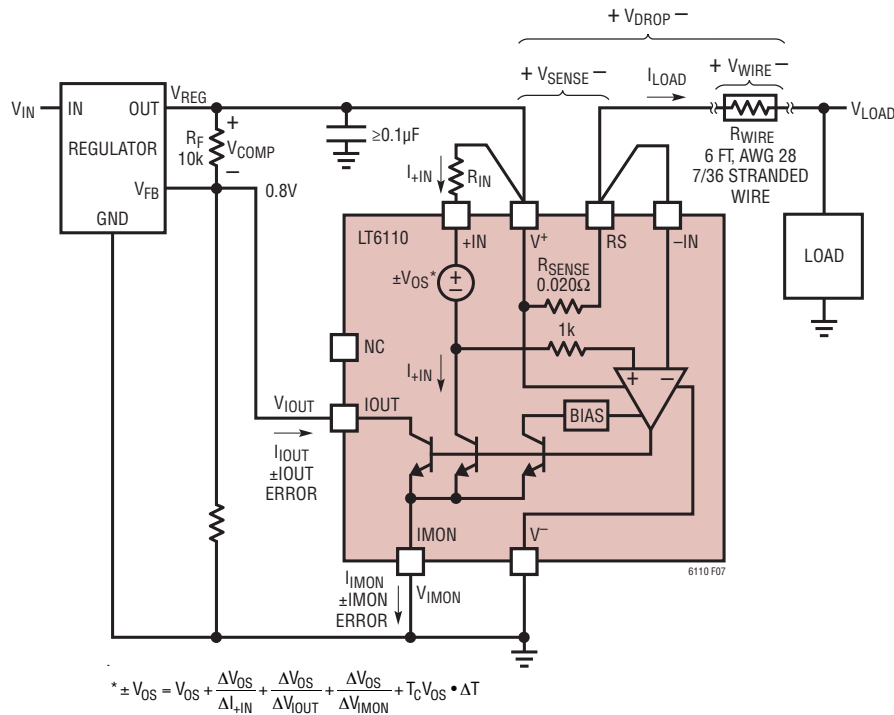 + VDROP –
+ VSENSE –
ILOAD
+ VWIRE –
VIN
IN
OUT
VREG
REGULATOR
RF
10k
+
VCOMP
–
VFB
0.8V
GND
≥0.1µF
I+IN
RIN
RWIRE
6 FT, AWG 28
7/36 STRANDED
WIRE
VLOAD
LOAD
LT6110
+IN
V+
RS
–IN
±VOS*
+
–
RSENSE
0.020Ω
1k
NC
I+IN
+
–
VIOUT
IOUT
BIAS
IIOUT
±IOUT
ERROR
IMON
V–
6110 F07
IIMON
±IMON
ERROR
VIMON
* ± VOS = VOS + ΔVOS/ΔI+IN + ΔVOS/ΔVIOUT + ΔVOS/ΔVIMON + TCVOS • ΔT